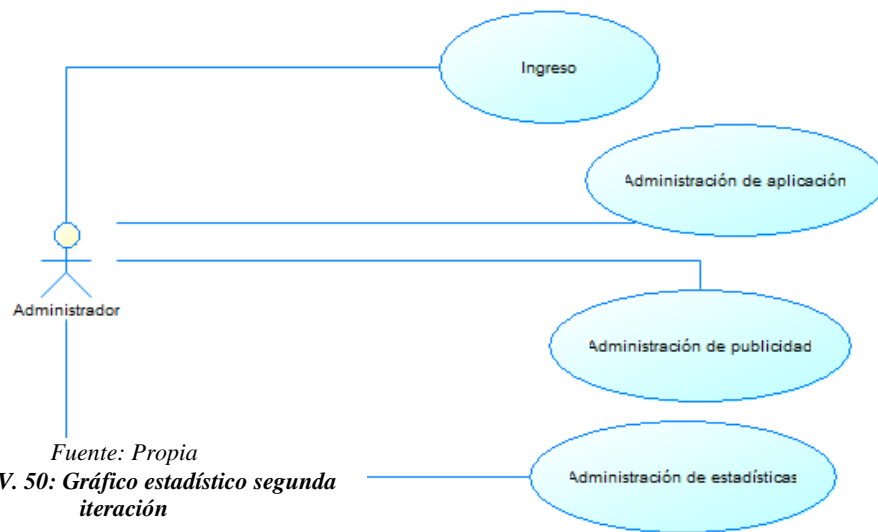 Ingreso
Administración de aplicación
Administrador
Administración de publicidad
Fuente: Propia
V. 50: Gráfico estadístico segunda
iteración
Administración de estadísticas